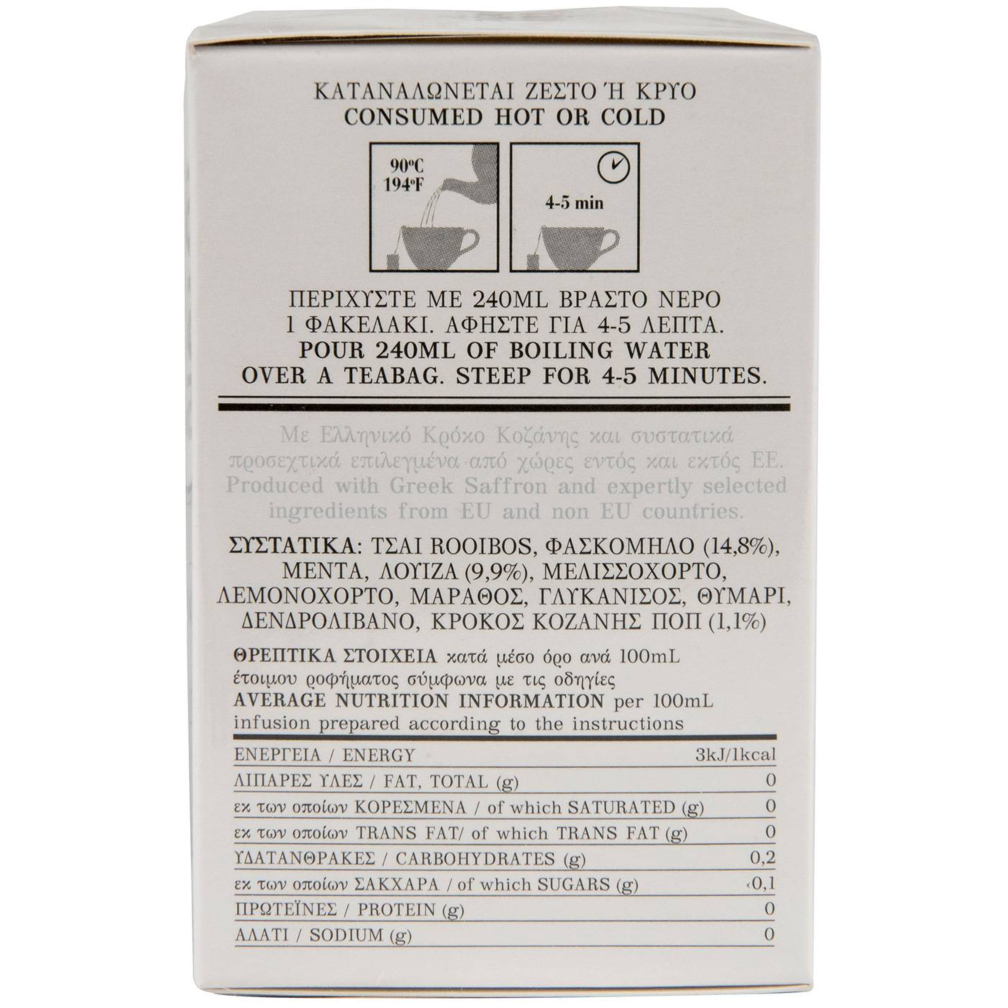 ΚΑΤΑΝΑΛΩΝΕΤΑΙ ΖΕΣΤΟ Ή ΚΡΥΟ
CONSUMED HOT OR COLD
90ºC
194ºF
4-5 min
ΠΕΡΙΧΥΣΤΕ ΜΕ 240ML ΒΡΑΣΤΟ ΝΕΡΟ
1 ΦΑΚΕΛΑΚΙ. ΑΦΗΣΤΕ ΓΙΑ 4-5 ΛΕΠΤΑ.
POUR 240ML OF BOILING WATER
OVER A TEABAG. STEEP FOR 4-5 MINUTES.
Με Ελληνικό Κρόκο Κοζάνης και συστατικά
προσεχτικά επιλεγμένα από χώρες εντός και εκτός ΕΕ.
Produced with Greek Saffron and expertly selected
ingredients from EU and non EU countries.
ΣΥΣΤΑΤΙΚΑ: ΤΣΑΙ ROOIBOS, ΦΑΣΚΟΜΗΛΟ (14,8%),
ΜΕΝΤΑ, ΛΟΥΙΖΑ (9,9%), ΜΕΛΙΣΣΟΧΟΡΤΟ,
ΛΕΜΟΝΟΧΟΡΤΟ, ΜΑΡΑΘΟΣ, ΓΛΥΚΑΝΙΣΟΣ, ΘΥΜΑΡΙ,
ΔΕΝΔΡΟΛΙΒΑΝΟ, ΚΡΟΚΟΣ ΚΟΖΑΝΗΣ ΠΟΠ (1,1%)
ΘΡΕΠΤΙΚΑ ΣΤΟΙΧΕΙΑ κατά μέσο όρο ανά 100mL
έτοιμου ροφήματος σύμφωνα με τις οδηγίες
AVERAGE NUTRITION INFORMATION per 100mL
infusion prepared according to the instructions
ΕΝΕΡΓΕΙΑ / ENERGY 3kJ/1kcal
ΛΙΠΑΡΕΣ ΥΛΕΣ / FAT, TOTAL (g) 0
εκ των οποίων ΚΟΡΕΣΜΕΝΑ / of which SATURATED (g) 0
εκ των οποίων TRANS FAT/ of which TRANS FAT (g) 0
ΥΔΑΤΑΝΘΡΑΚΕΣ / CARBOHYDRATES (g) 0,2
εκ των οποίων ΣΑΚΧΑΡΑ / of which SUGARS (g) <0,1
ΠΡΩΤΕΪΝΕΣ / PROTEIN (g) 0
ΑΛΑΤΙ / SODIUM (g) 0